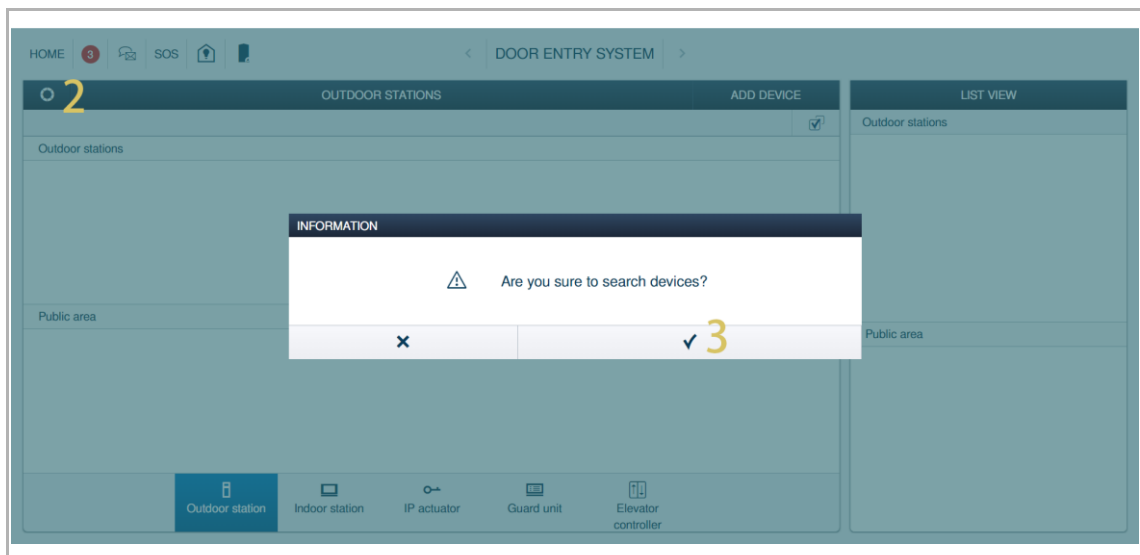 HOME 3 SOS < DOOR ENTRY SYSTEM >
2 OUTDOOR STATIONS ADD DEVICE LIST VIEW
Outdoor stations
Outdoor stations
INFORMATION
Are you sure to search devices?
Public area
3
Public area
Outdoor station Indoor station IP actuator Guard unit Elevator
controller